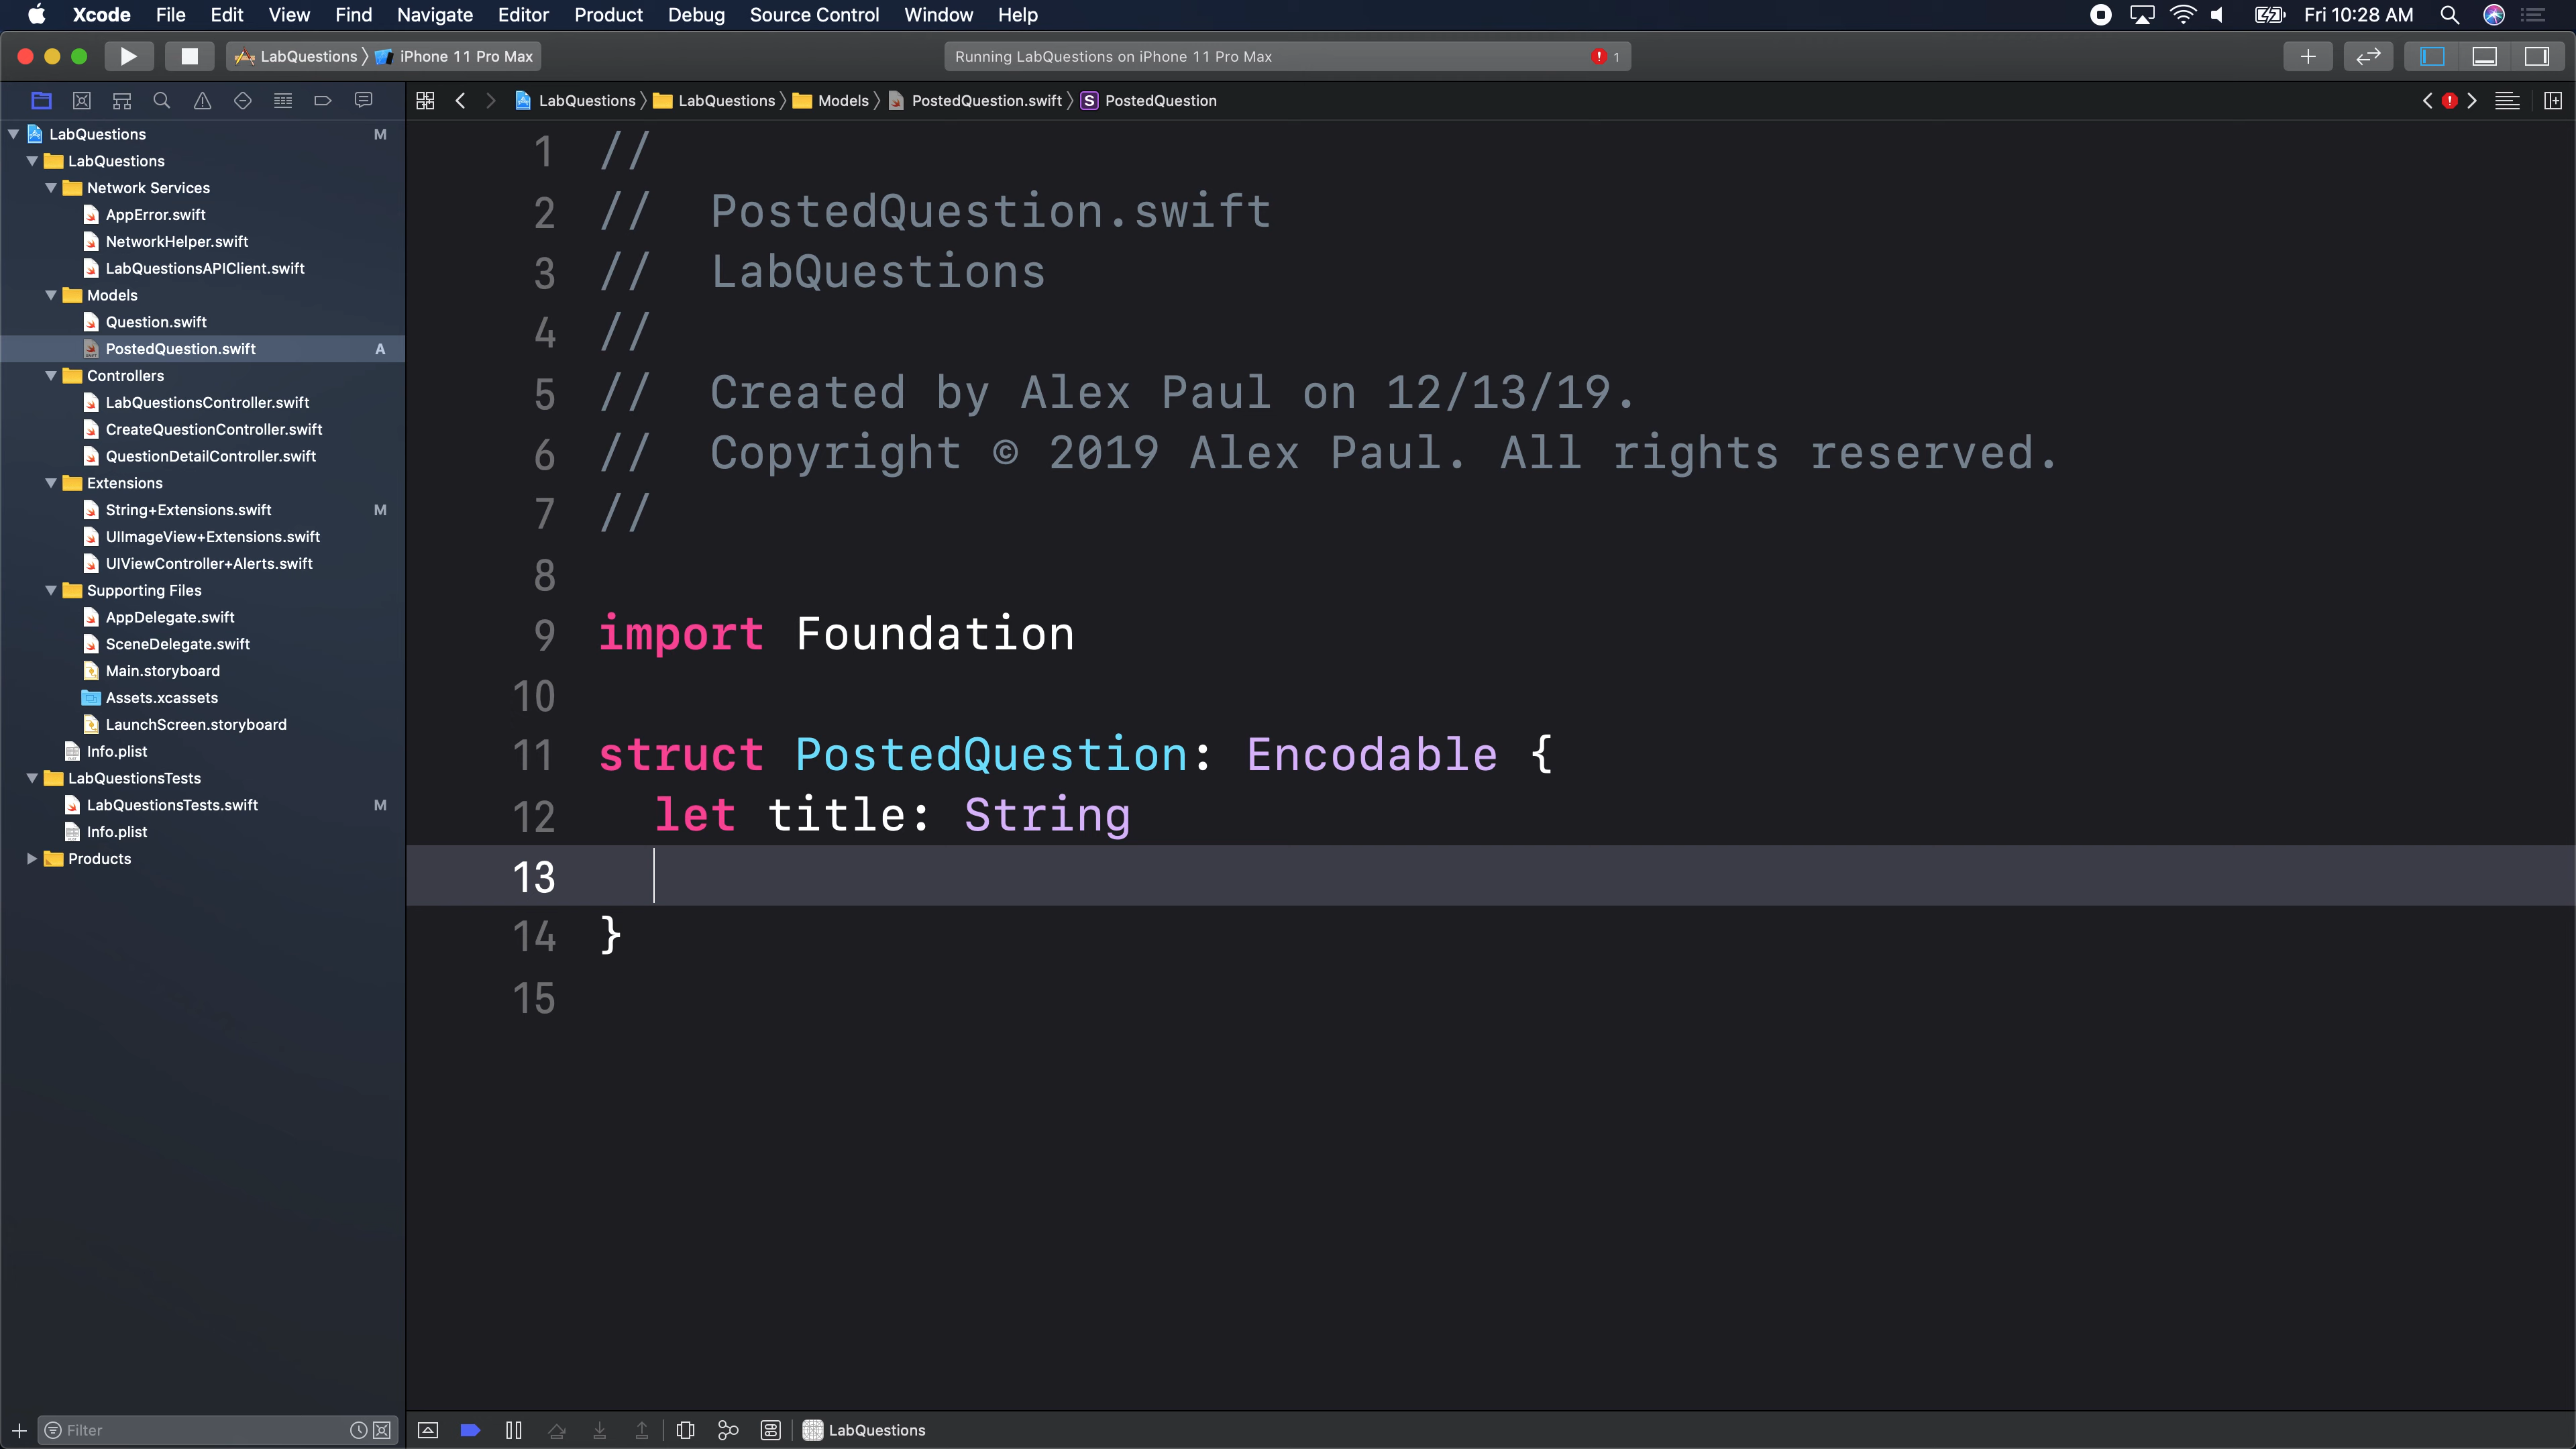 Xcode File Edit View Find Navigate Editor Product Debug Source Control Window Help Fri 10:28 AM
LabQuestions iPhone 11 Pro Max Running LabQuestions on iPhone 11 Pro Max 1
LabQuestions LabQuestions Models PostedQuestion.swift S PostedQuestion
LabQuestions M
LabQuestions
Network Services
AppError.swift
NetworkHelper.swift
LabQuestionsAPIClient.swift
Models
Question.swift
PostedQuestion.swift A
Controllers
LabQuestionsController.swift
CreateQuestionController.swift
QuestionDetailController.swift
Extensions
String+Extensions.swift M
UIImageView+Extensions.swift
UIViewController+Alerts.swift
Supporting Files
AppDelegate.swift
SceneDelegate.swift
Main.storyboard
Assets.xcassets
LaunchScreen.storyboard
Info.plist
LabQuestionsTests
LabQuestionsTests.swift M
Info.plist
Products
Filter
1 //
2 // PostedQuestion.swift
3 // LabQuestions
4 //
5 // Created by Alex Paul on 12/13/19.
6 // Copyright © 2019 Alex Paul. All rights reserved.
7 //
8
9 import Foundation
10
11 struct PostedQuestion: Encodable {
12 let title: String
13
14 }
15
LabQuestions